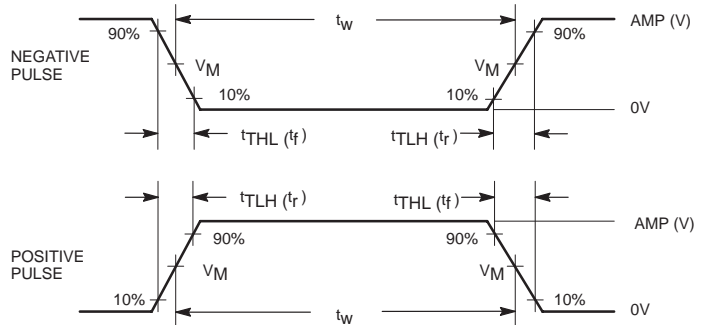 tW
AMP (V)
90%
90%
NEGATIVE
PULSE
VM
VM
10%
10%
0V
tTHL (tf)
tTLH (tr)
tTLH (tr)
tTHL (tf)
AMP (V)
90%
90%
POSITIVE
PULSE
VM
VM
10%
10%
tW
0V